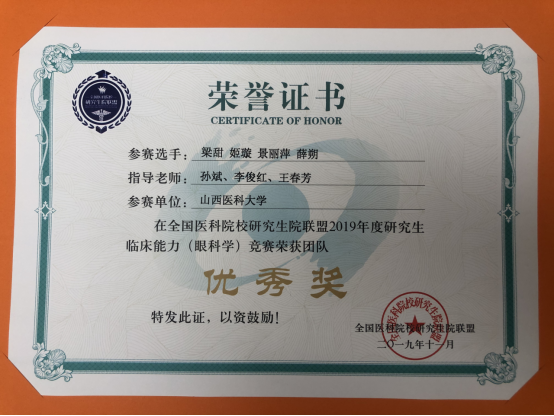 荣誉证书
CERTIFICATE OF HONOR
参赛选手：梁甜 姬璇 景丽萍 薛朔
指导老师：孙斌、李俊红、王春芳
参赛单位：山西医科大学
在全国医科院校研究生院联盟2019年度研究生
临床能力（眼科学）竞赛荣获团队
优秀奖
特发此证，以资鼓励！
全国医科院校研究生院联盟
二〇一九年十一月